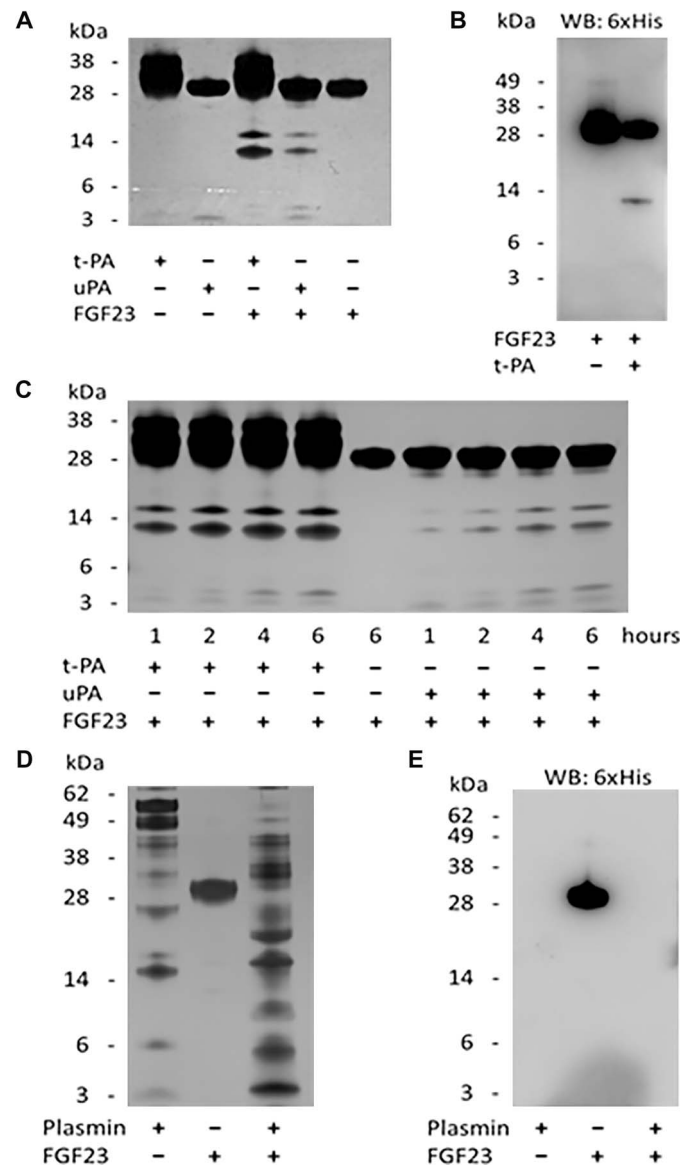 A
kDa
38 -
28 -
14 -
6 -
3 -
t-PA + – + – –
uPA – + – + –
FGF23 – – + + +
B
kDa WB: 6xHis
49 -
38 -
28 -
14 -
6 -
3 -
FGF23 + +
t-PA – +
C
kDa
38 -
28 -
14 -
6 -
3 -
1 2 4 6 6 1 2 4 6 hours
t-PA + + + + – – – – –
uPA – – – – – + + + +
FGF23 + + + + + + + + +
D
kDa
62 -
49 -
38 -
28 -
14 -
6 -
3 -
Plasmin + – +
FGF23 – + +
E
WB: 6xHis
kDa
62 -
49 -
38 -
28 -
14 -
6 -
3 -
Plasmin + – +
FGF23 – + +